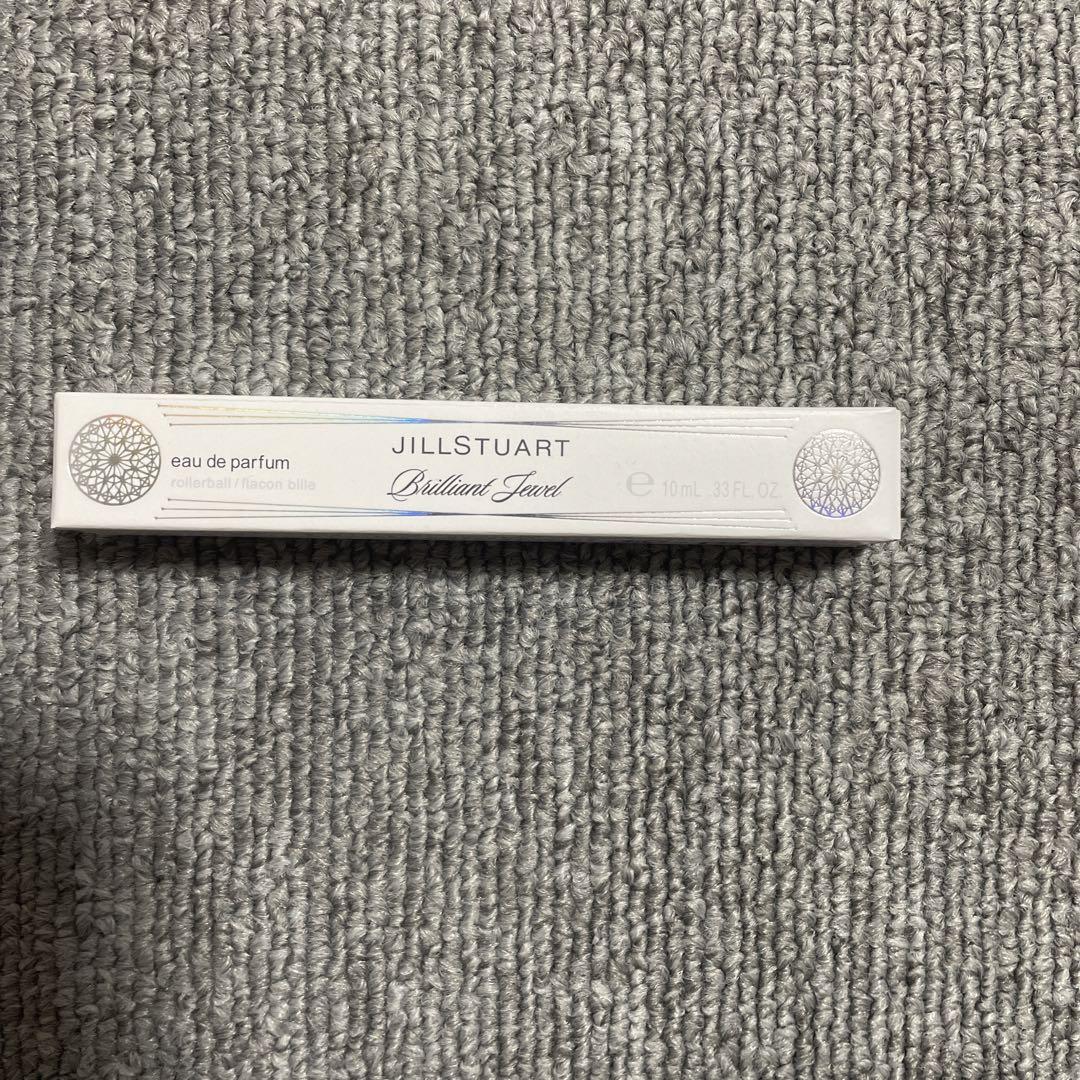 eau de parfum
rollerball / flacon bille
JILLSTUART
Brilliant Jewel
e 10 mL .33 FL. OZ.